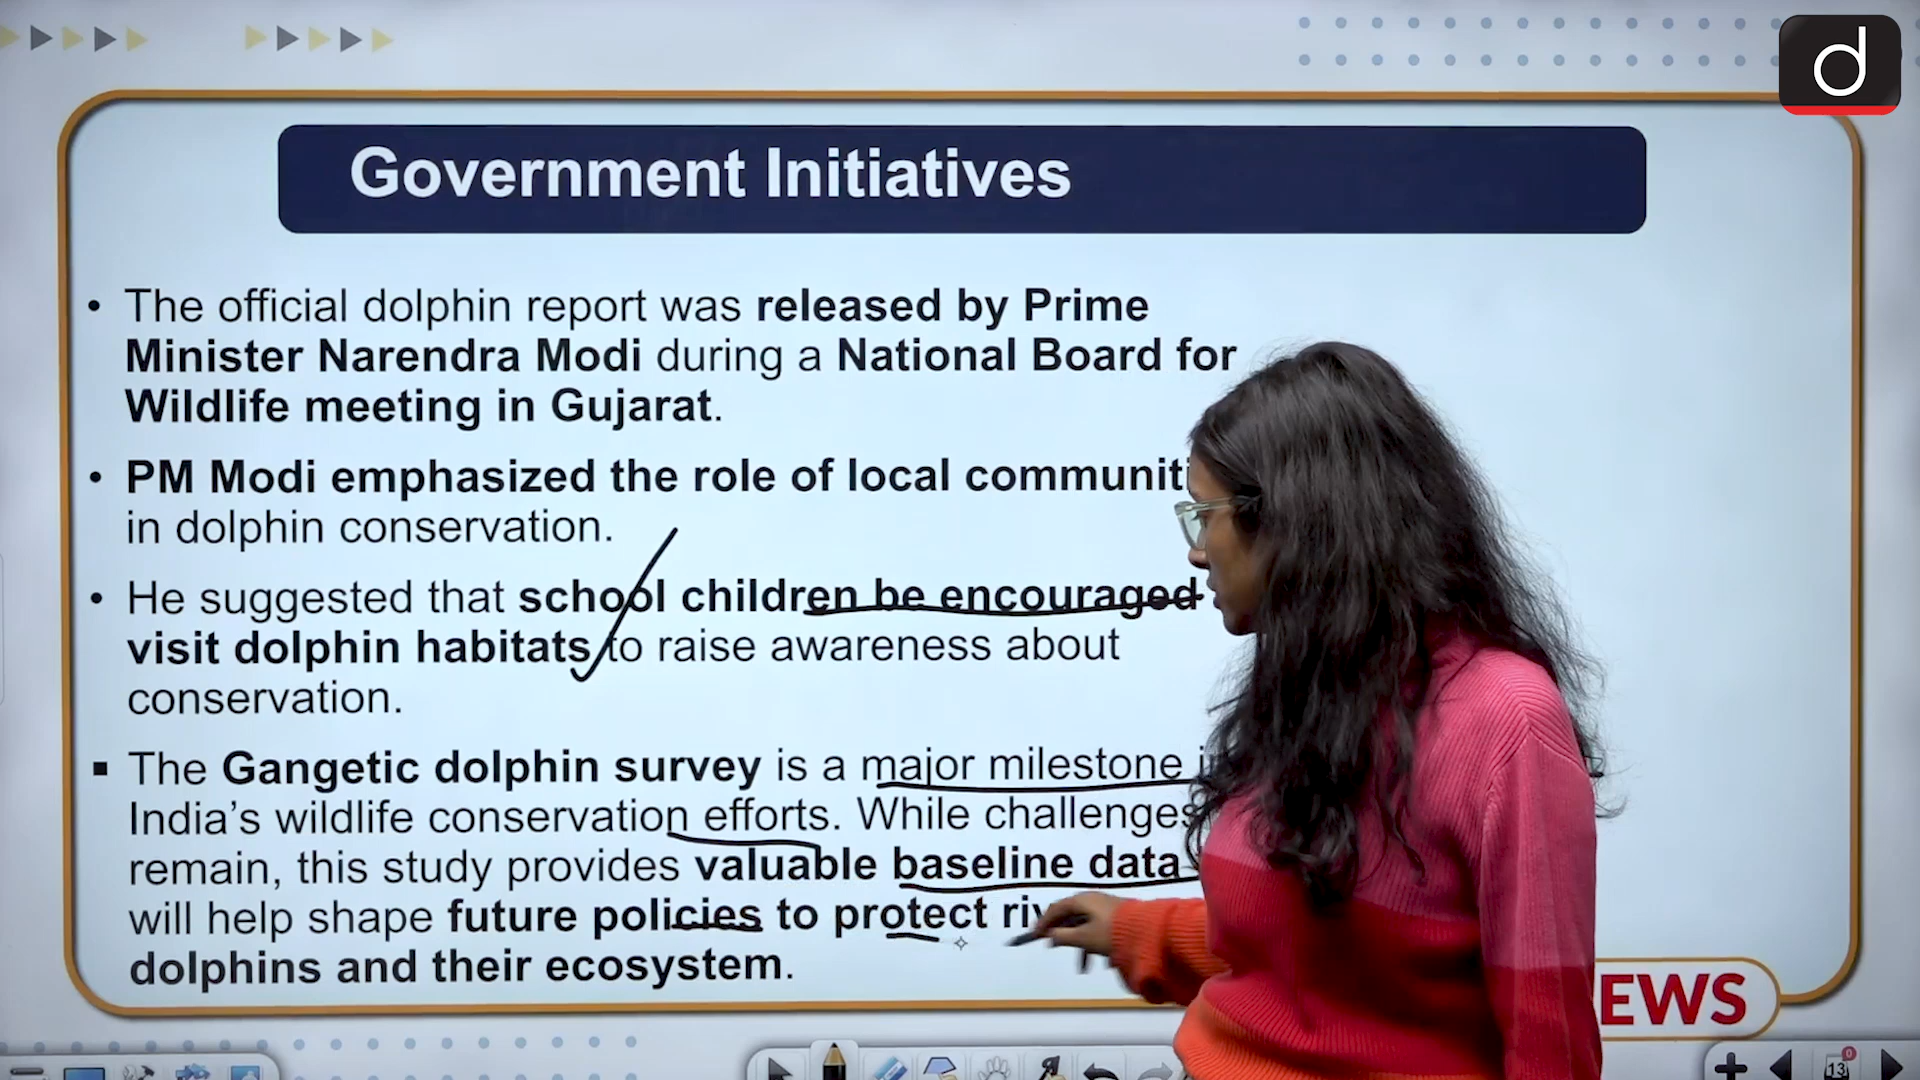 d
Government Initiatives
• The official dolphin report was released by Prime
Minister Narendra Modi during a National Board for
Wildlife meeting in Gujarat.
• PM Modi emphasized the role of local
in dolphin conservation.
• He suggested that school children be encouraged
visit dolphin habitats to raise awareness about
conservation.
▪ The Gangetic dolphin survey is a major milestone
India’s wildlife conservation efforts. While challenges
remain, this study provides valuable baseline data
will help shape future policies to protect
dolphins and their ecosystem.
EWS
13
0